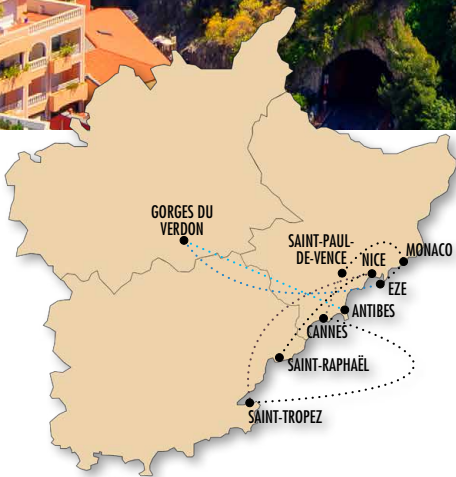 GORGES DU
VERDON
SAINT-PAUL-
DE-VENCE
NICE
MONACO
EZE
ANTIBES
CANNES
SAINT-RAPHAËL
SAINT-TROPEZ